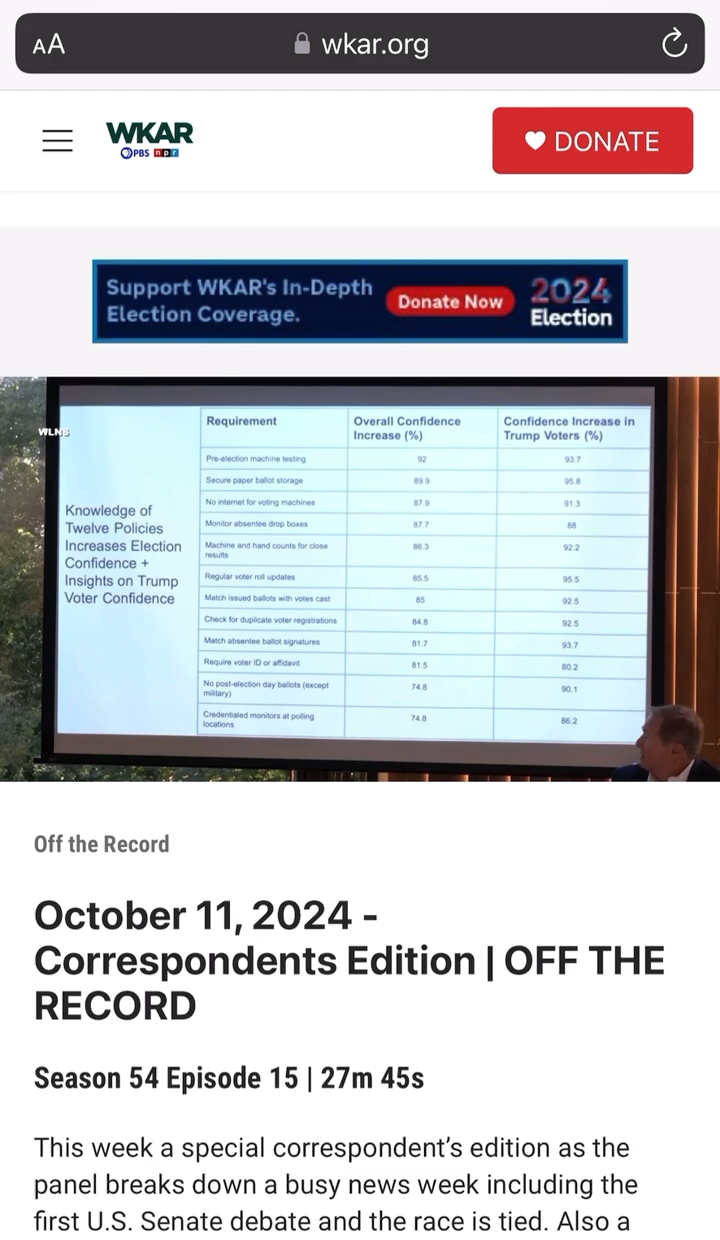 AA
wkar.org
WKAR
PBS npr
DONATE
Support WKAR's In-Depth
Election Coverage.
Donate Now
2024
Election
WLNS
Knowledge of
Twelve Policies
Increases Election
Confidence +
Insights on Trump
Voter Confidence
Requirement
Overall Confidence
Increase (%)
Confidence Increase in
Trump Voters (%)
Pre-election machine testing
92
93.7
Secure paper ballot storage
89.9
95.8
No internet for voting machines
87.9
91.3
Monitor absentee drop boxes
87.7
88
Machine and hand counts for close
results
86.3
92.2
Regular voter roll updates
85.5
95.5
Match issued ballots with votes cast
85
92.5
Check for duplicate voter registrations
84.8
92.5
Match absentee ballot signatures
81.7
93.7
Require voter ID or affidavit
81.5
80.2
No post-election day ballots (except
military)
74.8
90.1
Credentialed monitors at polling
locations
74.8
86.2
Off the Record
October 11, 2024 -
Correspondents Edition | OFF THE
RECORD
Season 54 Episode 15 | 27m 45s
This week a special correspondent’s edition as the
panel breaks down a busy news week including the
first U.S. Senate debate and the race is tied. Also a